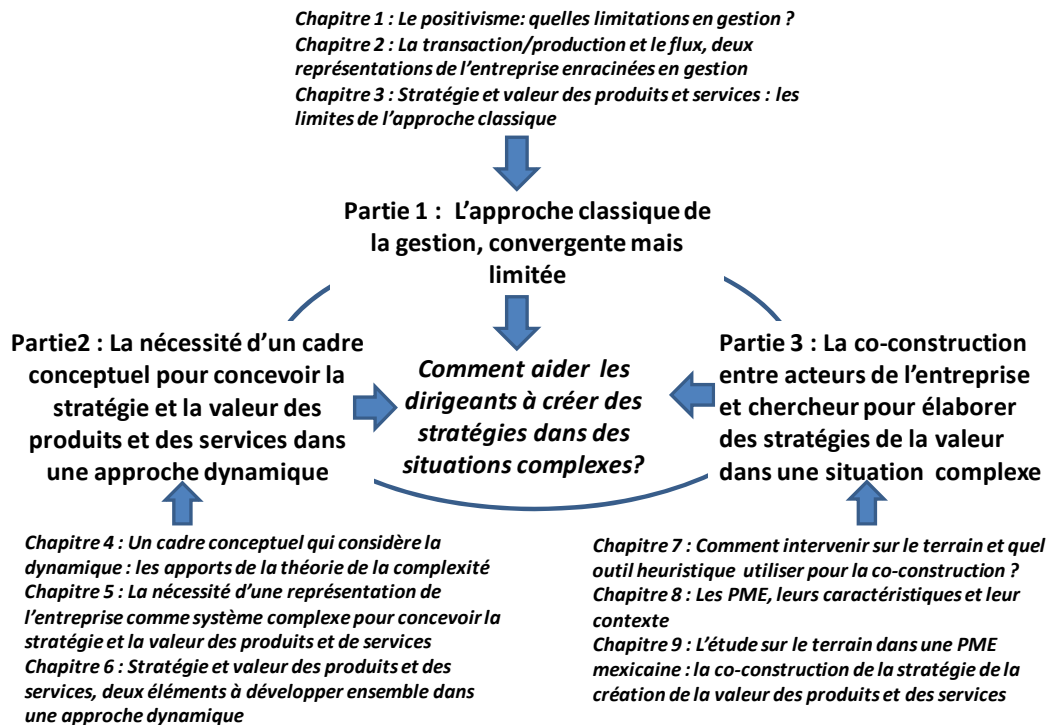 Chapitre 1 : Le positivisme: quelles limitations en gestion ?
Chapitre 2 : La transaction/production et le flux, deux
représentations de l'entreprise enracinées en gestion
Chapitre 3 : Stratégie et valeur des produits et services : les
limites de l'approche classique
Partie 1 : L'approche classique de
la gestion, convergente mais
limitée
Partie2 : La nécessité d'un cadre
conceptuel pour concevoir la
stratégie et la valeur des
produits et des services dans
une approche dynamique
Comment aider les
dirigeants à créer des
stratégies dans des
situations complexes?
Partie 3 : La co-construction
entre acteurs de l'entreprise
et chercheur pour élaborer
des stratégies de la valeur
dans une situation complexe
Chapitre 4 : Un cadre conceptuel qui considère la
dynamique : les apports de la théorie de la complexité
Chapitre 5 : La nécessité d'une représentation de
l'entreprise comme système complexe pour concevoir la
stratégie et la valeur des produits et de services
Chapitre 6 : Stratégie et valeur des produits et des
services, deux éléments à développer ensemble dans
une approche dynamique
Chapitre 7 : Comment intervenir sur le terrain et quel
outil heuristique utiliser pour la co-construction ?
Chapitre 8 : Les PME, leurs caractéristiques et leur
contexte
Chapitre 9 : L'étude sur le terrain dans une PME
mexicaine : la co-construction de la stratégie de la
création de la valeur des produits et des services